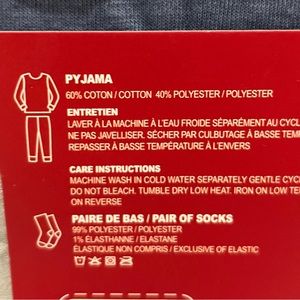 PYJAMA
60% COTON / COTTON 40% POLYESTER / POLYESTER
ENTRETIEN
LAVER À LA MACHINE À L'EAU FROIDE SÉPARÉMENT AU CYCL
NE PAS JAVELLISER. SÉCHER PAR CULBUTAGE À BASSE TEMP
REPASSER À BASSE TEMPÉRATURE À L'ENVERS
CARE INSTRUCTIONS
MACHINE WASH IN COLD WATER SEPARATELY GENTLE CYC
DO NOT BLEACH. TUMBLE DRY LOW HEAT. IRON ON LOW TE
ON REVERSE
PAIRE DE BAS / PAIR OF SOCKS
99% POLYESTER / POLYESTER
1% ÉLASTHANNE / ELASTANE
ÉLASTIQUE NON COMPRIS / EXCLUSIVE OF ELASTIC